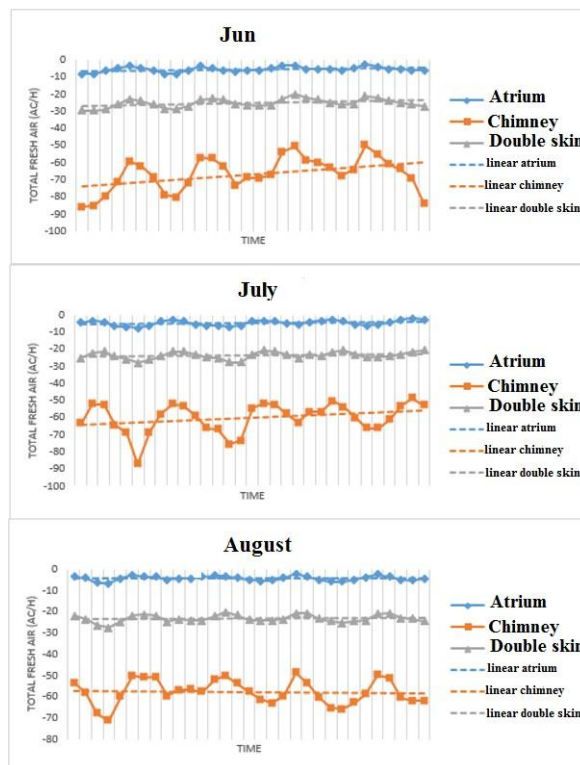 Jun
TOTAL FRESH AIR (AC/H)
0
-10
-20
-30
-40
-50
-60
-70
-80
-90
-100
TIME
Atrium
Chimney
Double skin
linear atrium
linear chimney
linear double skin
July
TOTAL FRESH AIR (AC/H)
0
-10
-20
-30
-40
-50
-60
-70
-80
-90
-100
TIME
Atrium
Chimney
Double skin
linear atrium
linear chimney
linear double skin
August
TOTAL FRESH AIR (AC/H)
0
-10
-20
-30
-40
-50
-60
-70
-80
TIME
Atrium
Chimney
Double skin
linear atrium
linear chimney
linear double skin